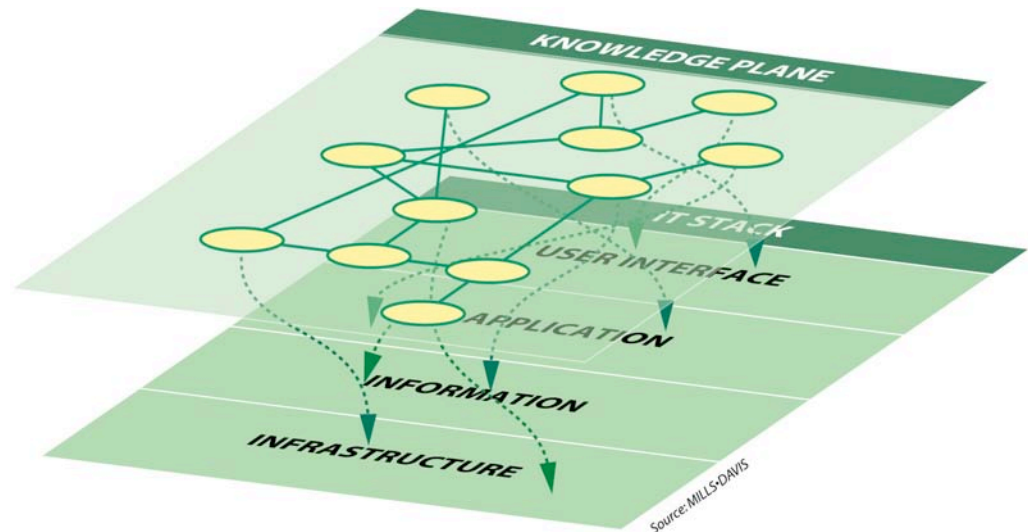 KNOWLEDGE PLANE
IT STACK
USER INTERFACE
APPLICATION
INFORMATION
INFRASTRUCTURE
Source: MILLS•DAVIS